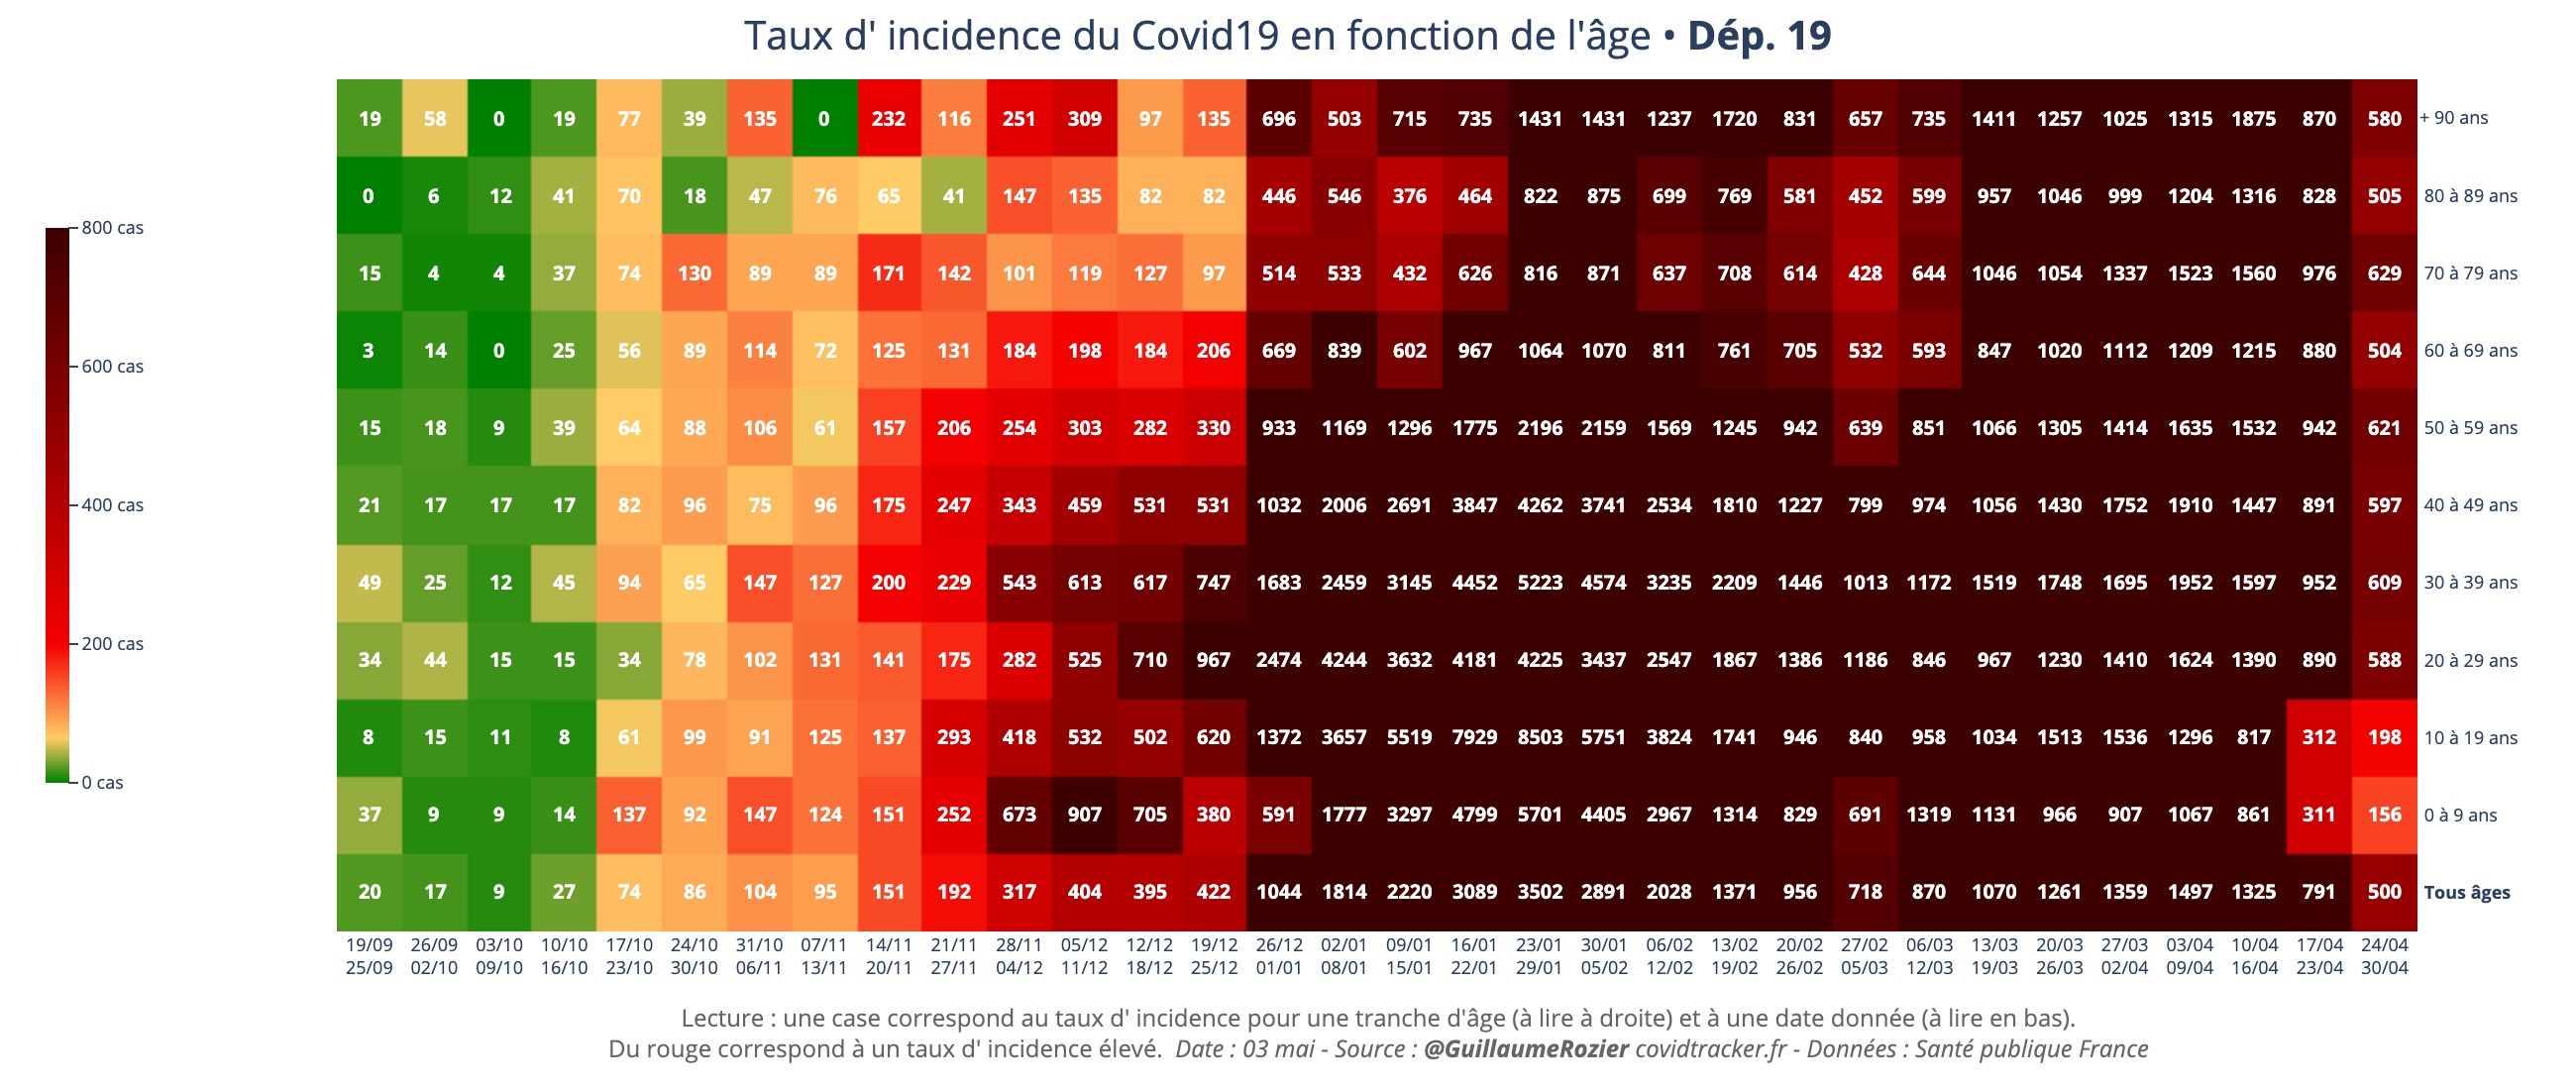 Taux d' incidence du Covid19 en fonction de l'âge • Dép. 19
19 58 0 19 77 39 135 0 232 116 251 309 97 135 696 503 715 735 1431 1431 1237 1720 831 657 735 1411 1257 1025 1315 1875 870 580 + 90 ans
0 6 12 41 70 18 47 76 65 41 147 135 82 82 446 546 376 464 822 875 699 769 581 452 599 957 1046 999 1204 1316 828 505 80 à 89 ans
800 cas
15 4 4 37 74 130 89 89 171 142 101 119 127 97 514 533 432 626 816 871 637 708 614 428 644 1046 1054 1337 1523 1560 976 629 70 à 79 ans
3 14 0 25 56 89 114 72 125 131 184 198 184 206 669 839 602 967 1064 1070 811 761 705 532 593 847 1020 1112 1209 1215 880 504 60 à 69 ans
600 cas
15 18 9 39 64 88 106 61 157 206 254 303 282 330 933 1169 1296 1775 2196 2159 1569 1245 942 639 851 1066 1305 1414 1635 1532 942 621 50 à 59 ans
400 cas
21 17 17 17 82 96 75 96 175 247 343 459 531 531 1032 2006 2691 3847 4262 3741 2534 1810 1227 799 974 1056 1430 1752 1910 1447 891 597 40 à 49 ans
49 25 12 45 94 65 147 127 200 229 543 613 617 747 1683 2459 3145 4452 5223 4574 3235 2209 1446 1013 1172 1519 1748 1695 1952 1597 952 609 30 à 39 ans
200 cas
34 44 15 15 34 78 102 131 141 175 282 525 710 967 2474 4244 3632 4181 4225 3437 2547 1867 1386 1186 846 967 1230 1410 1624 1390 890 588 20 à 29 ans
8 15 11 8 61 99 91 125 137 293 418 532 502 620 1372 3657 5519 7929 8503 5751 3824 1741 946 840 958 1034 1513 1536 1296 817 312 198 10 à 19 ans
0 cas
37 9 9 14 137 92 147 124 151 252 673 907 705 380 591 1777 3297 4799 5701 4405 2967 1314 829 691 1319 1131 966 907 1067 861 311 156 0 à 9 ans
20 17 9 27 74 86 104 95 151 192 317 404 395 422 1044 1814 2220 3089 3502 2891 2028 1371 956 718 870 1070 1261 1359 1497 1325 791 500 Tous âges
19/09 26/09 03/10 10/10 17/10 24/10 31/10 07/11 14/11 21/11 28/11 05/12 12/12 19/12 26/12 02/01 09/01 16/01 23/01 30/01 06/02 13/02 20/02 27/02 06/03 13/03 20/03 27/03 03/04 10/04 17/04 24/04
25/09 02/10 09/10 16/10 23/10 30/10 06/11 13/11 20/11 27/11 04/12 11/12 18/12 25/12 01/01 08/01 15/01 22/01 29/01 05/02 12/02 19/02 26/02 05/03 12/03 19/03 26/03 02/04 09/04 16/04 23/04 30/04
Lecture : une case correspond au taux d' incidence pour une tranche d'âge (à lire à droite) et à une date donnée (à lire en bas).
Du rouge correspond à un taux d' incidence élevé. Date : 03 mai - Source : @GuillaumeRozier covidtracker.fr - Données : Santé publique France